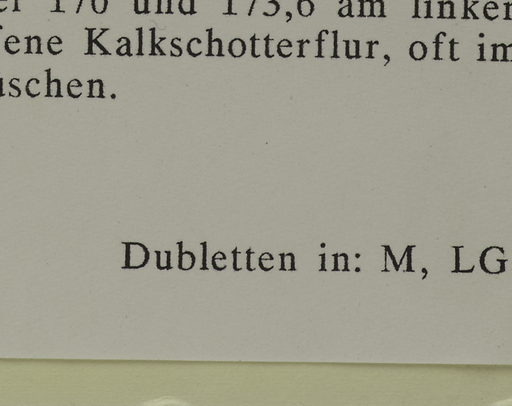 170 und 173,6 am linken
fene Kalkschotterflur, oft im
uschen.
Dubletten in: M, LG